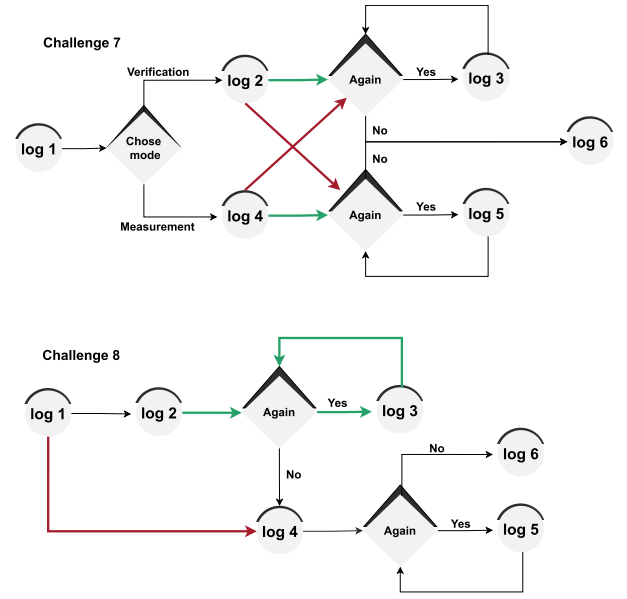 Challenge 7
Verification
log 2
Again
Yes
log 3
log 1
Chose
mode
No
No
log 6
log 4
Again
Yes
log 5
Measurement
Challenge 8
log 1
log 2
Again
Yes
log 3
No
log 4
Again
No
log 6
Yes
log 5